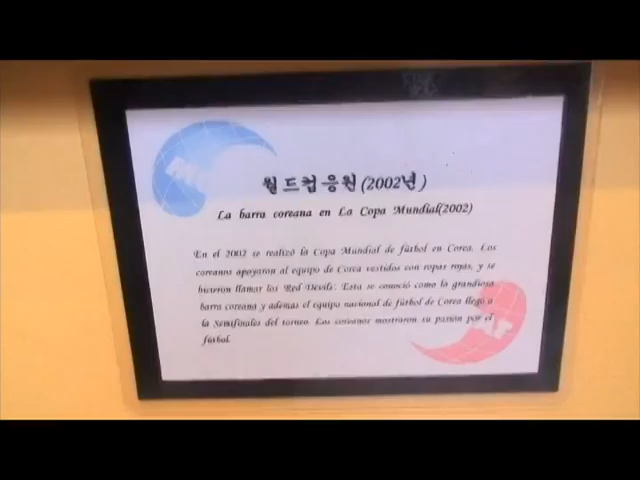 월드컵 응원(2002년)
La barra coreana en La Copa Mundial(2002)
En el 2002 se realizó la Copa Mundial de fútbol en Corea. Los
coreanos apoyaron al equipo de Corea vestidos con ropas rojas, y se
hicieron llamar los Red Devils. Esta se conoció como la grandiosa
barra coreana y además el equipo nacional de fútbol de Corea llegó a
la Semifinales del torneo. Los coreanos mostraron su pasión por el
fútbol.